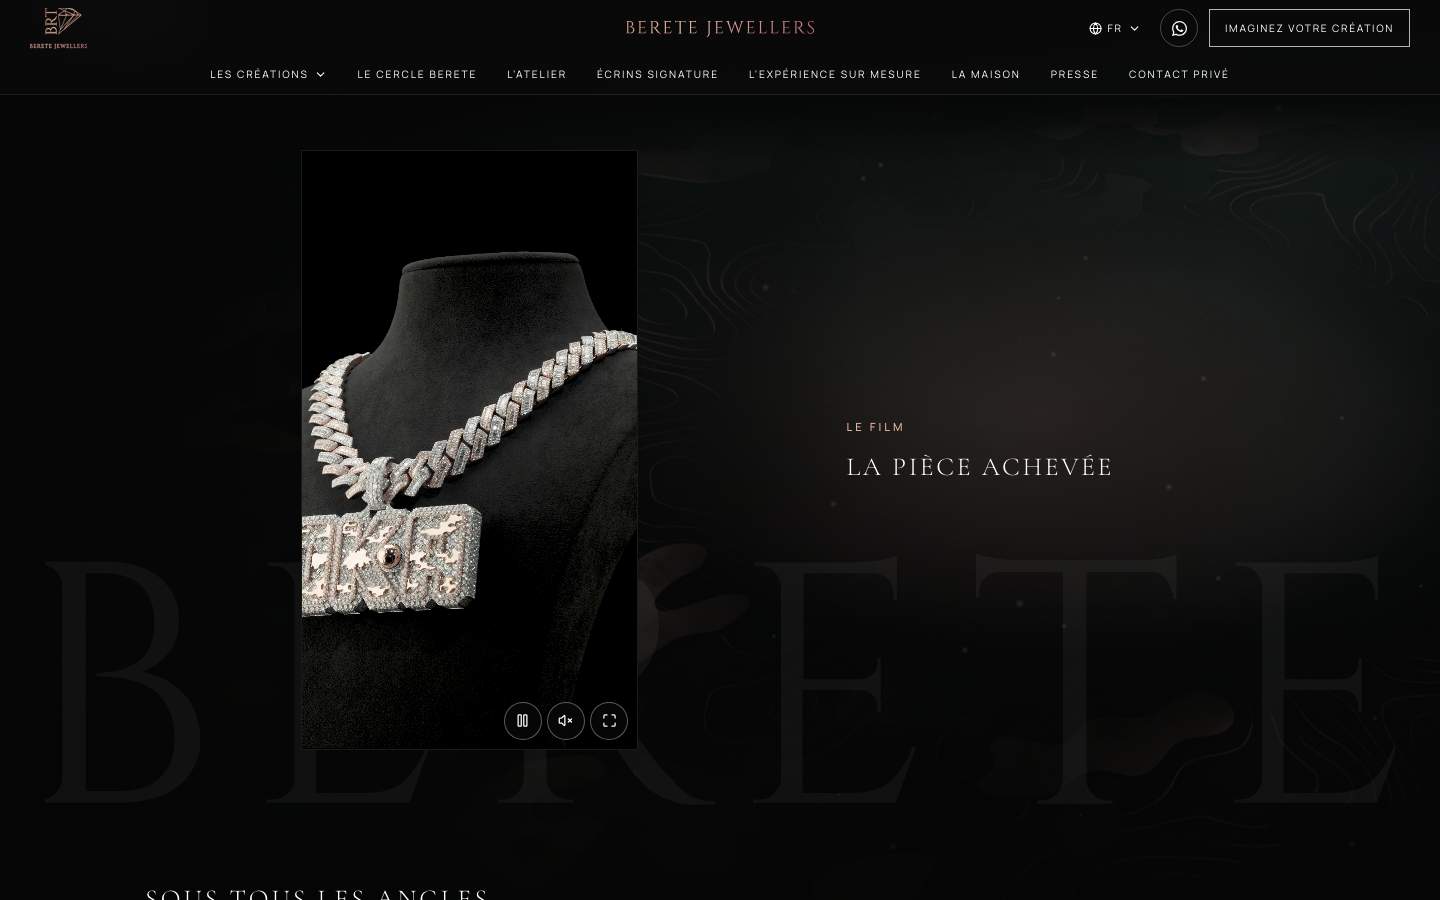 BRT
BERETE JEWELLERS
BERETE JEWELLERS
FR
IMAGINEZ VOTRE CRÉATION
LES CRÉATIONS
LE CERCLE BERETE
L'ATELIER
ÉCRINS SIGNATURE
L'EXPÉRIENCE SUR MESURE
LA MAISON
PRESSE
CONTACT PRIVÉ
LE FILM
LA PIÈCE ACHEVÉE
BERETE
SOUS TOUS LES ANGLES